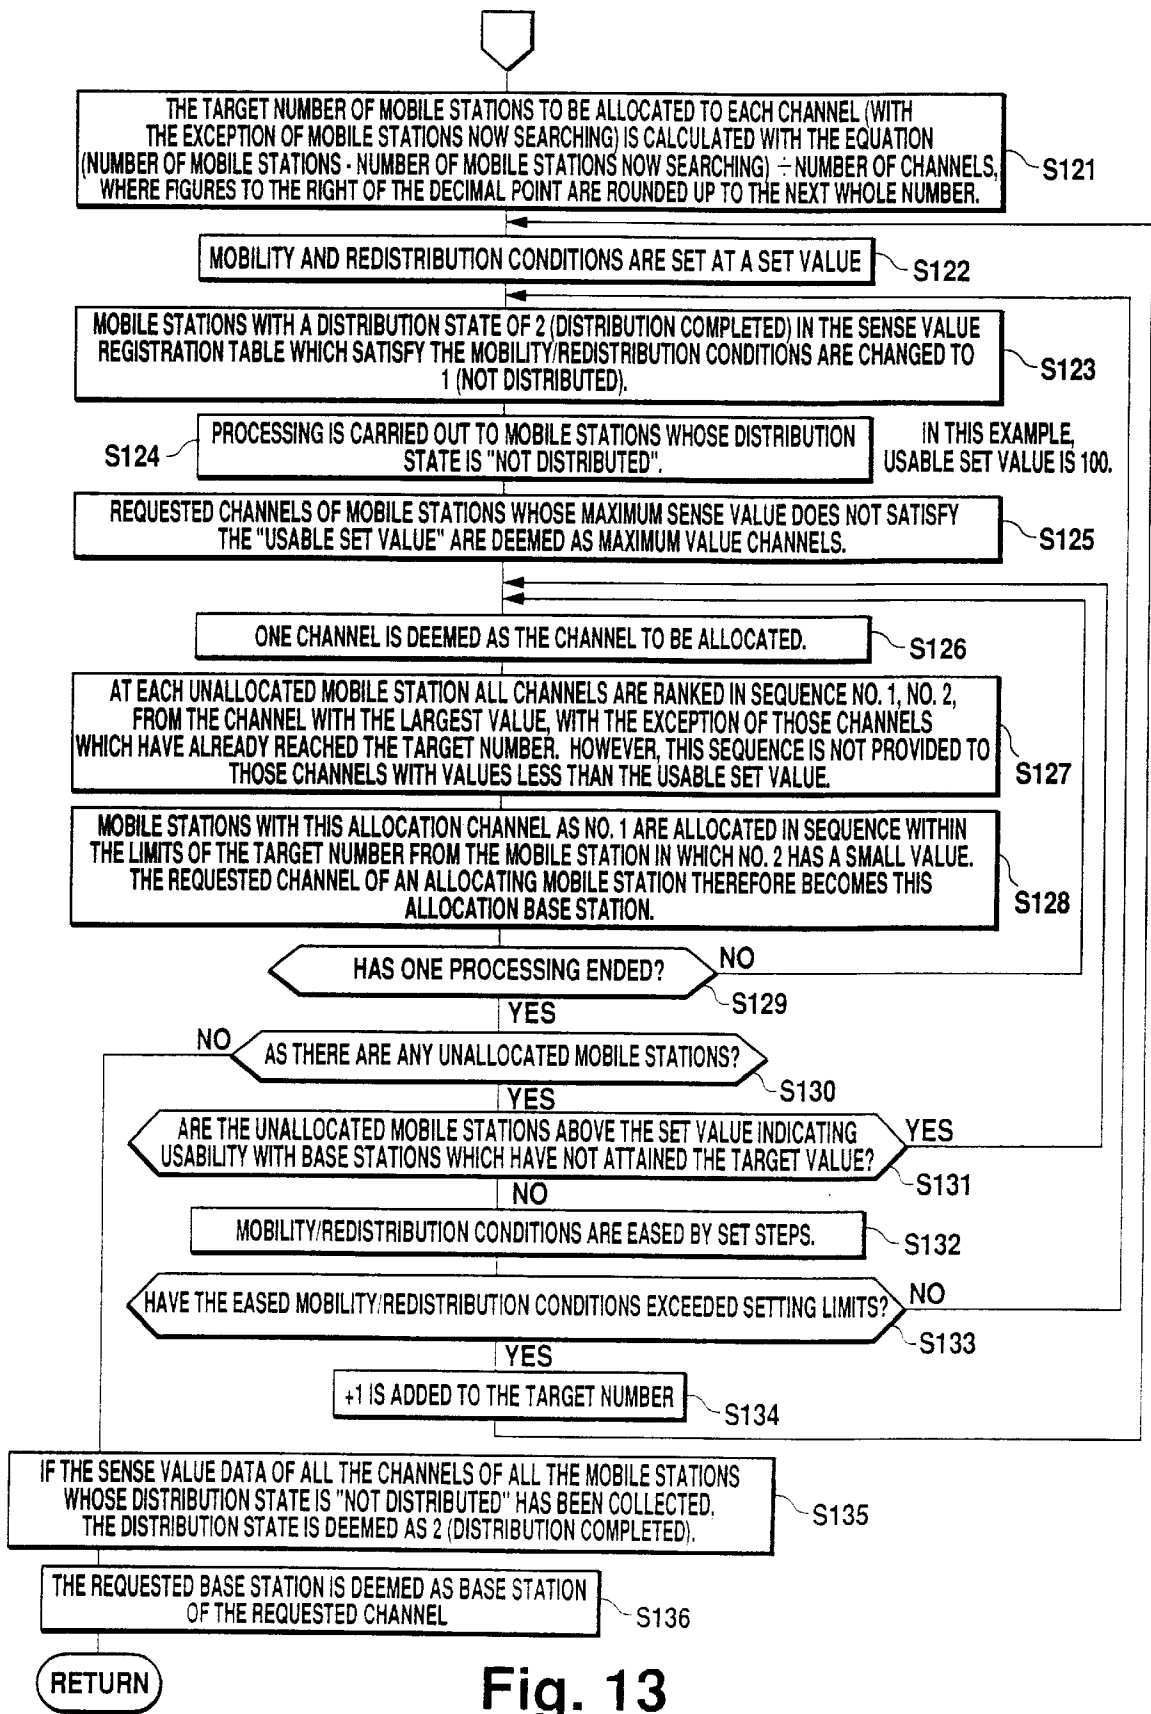 THE TARGET NUMBER OF MOBILE STATIONS TO BE ALLOCATED TO EACH CHANNEL (WITH
THE EXCEPTION OF MOBILE STATIONS NOW SEARCHING) IS CALCULATED WITH THE EQUATION
(NUMBER OF MOBILE STATIONS - NUMBER OF MOBILE STATIONS NOW SEARCHING) ÷ NUMBER OF CHANNELS,
WHERE FIGURES TO THE RIGHT OF THE DECIMAL POINT ARE ROUNDED UP TO THE NEXT WHOLE NUMBER.
S121
MOBILITY AND REDISTRIBUTION CONDITIONS ARE SET AT A SET VALUE
S122
MOBILE STATIONS WITH A DISTRIBUTION STATE OF 2 (DISTRIBUTION COMPLETED) IN THE SENSE VALUE
REGISTRATION TABLE WHICH SATISFY THE MOBILITY/REDISTRIBUTION CONDITIONS ARE CHANGED TO
1 (NOT DISTRIBUTED).
S123
S124
PROCESSING IS CARRIED OUT TO MOBILE STATIONS WHOSE DISTRIBUTION
STATE IS "NOT DISTRIBUTED".
IN THIS EXAMPLE,
USABLE SET VALUE IS 100.
REQUESTED CHANNELS OF MOBILE STATIONS WHOSE MAXIMUM SENSE VALUE DOES NOT SATISFY
THE "USABLE SET VALUE" ARE DEEMED AS MAXIMUM VALUE CHANNELS.
S125
ONE CHANNEL IS DEEMED AS THE CHANNEL TO BE ALLOCATED.
S126
AT EACH UNALLOCATED MOBILE STATION ALL CHANNELS ARE RANKED IN SEQUENCE NO. 1, NO. 2,
FROM THE CHANNEL WITH THE LARGEST VALUE, WITH THE EXCEPTION OF THOSE CHANNELS
WHICH HAVE ALREADY REACHED THE TARGET NUMBER. HOWEVER, THIS SEQUENCE IS NOT PROVIDED TO
THOSE CHANNELS WITH VALUES LESS THAN THE USABLE SET VALUE.
S127
MOBILE STATIONS WITH THIS ALLOCATION CHANNEL AS NO. 1 ARE ALLOCATED IN SEQUENCE WITHIN
THE LIMITS OF THE TARGET NUMBER FROM THE MOBILE STATION IN WHICH NO. 2 HAS A SMALL VALUE.
THE REQUESTED CHANNEL OF AN ALLOCATING MOBILE STATION THEREFORE BECOMES THIS
ALLOCATION BASE STATION.
S128
HAS ONE PROCESSING ENDED?
NO
S129
YES
NO
AS THERE ARE ANY UNALLOCATED MOBILE STATIONS?
S130
YES
ARE THE UNALLOCATED MOBILE STATIONS ABOVE THE SET VALUE INDICATING
USABILITY WITH BASE STATIONS WHICH HAVE NOT ATTAINED THE TARGET VALUE?
YES
S131
NO
MOBILITY/REDISTRIBUTION CONDITIONS ARE EASED BY SET STEPS.
S132
HAVE THE EASED MOBILITY/REDISTRIBUTION CONDITIONS EXCEEDED SETTING LIMITS?
NO
S133
YES
+1 IS ADDED TO THE TARGET NUMBER
S134
IF THE SENSE VALUE DATA OF ALL THE CHANNELS OF ALL THE MOBILE STATIONS
WHOSE DISTRIBUTION STATE IS "NOT DISTRIBUTED" HAS BEEN COLLECTED,
THE DISTRIBUTION STATE IS DEEMED AS 2 (DISTRIBUTION COMPLETED).
S135
THE REQUESTED BASE STATION IS DEEMED AS BASE STATION
OF THE REQUESTED CHANNEL
S136
RETURN
Fig. 13